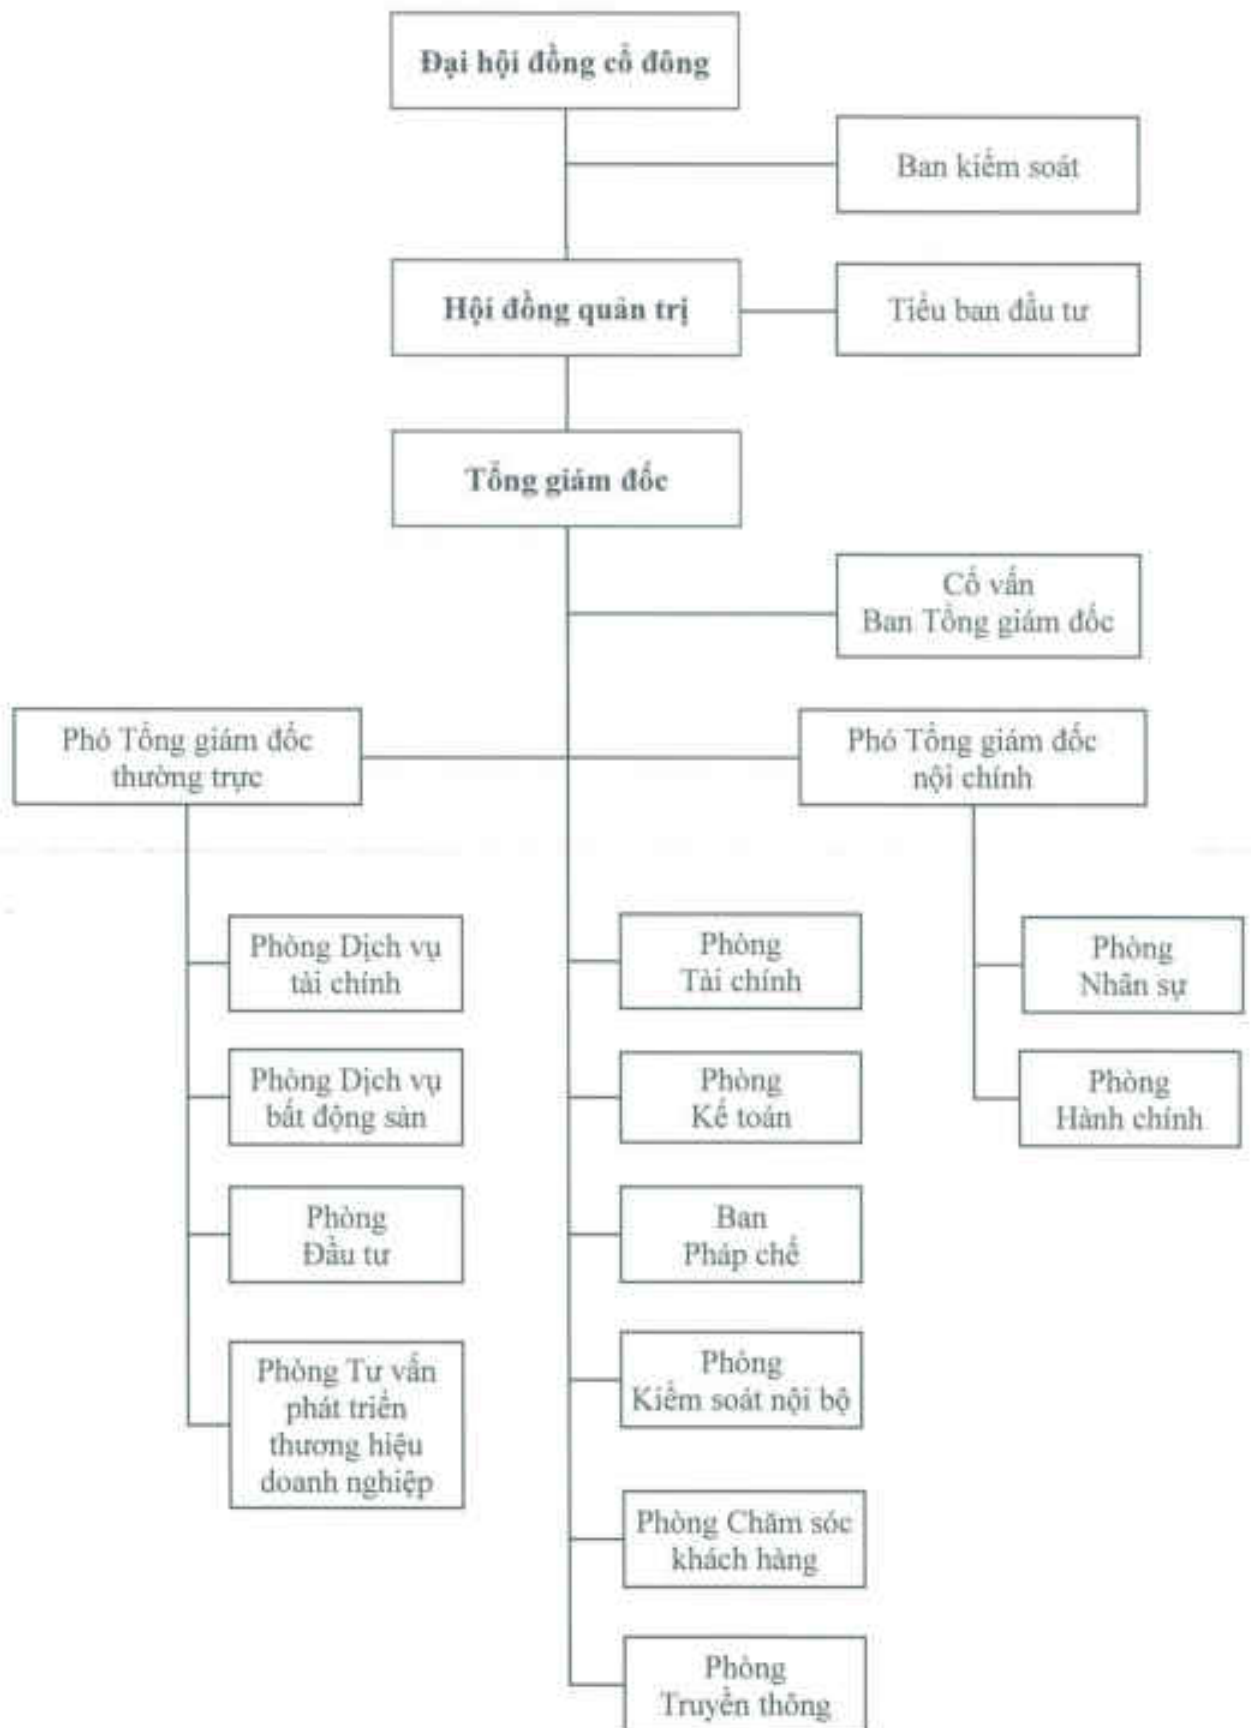 Đại hội đồng cổ đông
Ban kiểm soát
Hội đồng quản trị
Tiểu ban đầu tư
Tổng giám đốc
Cố vấn
Ban Tổng giám đốc
Phó Tổng giám đốc
thường trực
Phó Tổng giám đốc
nội chính
Phòng Dịch vụ
tài chính
Phòng Dịch vụ
bất động sản
Phòng
Đầu tư
Phòng Tư vấn
phát triển
thương hiệu
doanh nghiệp
Phòng
Tài chính
Phòng
Kế toán
Ban
Pháp chế
Phòng
Kiểm soát nội bộ
Phòng Chăm sóc
khách hàng
Phòng
Truyền thông
Phòng
Nhân sự
Phòng
Hành chính